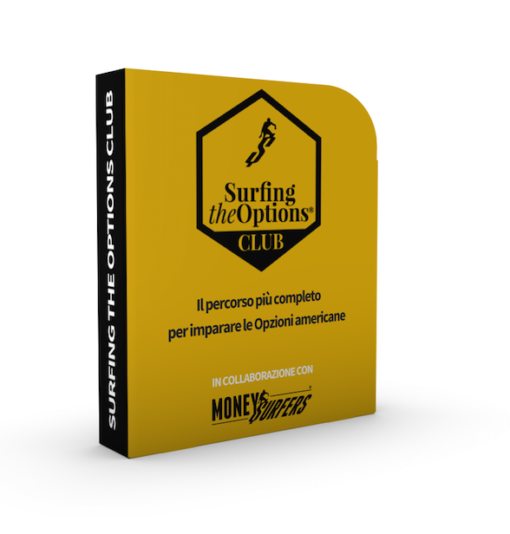 SURFING THE OPTIONS CLUB
Surfing
theOptions®
CLUB
Il percorso più completo
per imparare le Opzioni americane
IN COLLABORAZIONE CON
MONEY SURFERS®